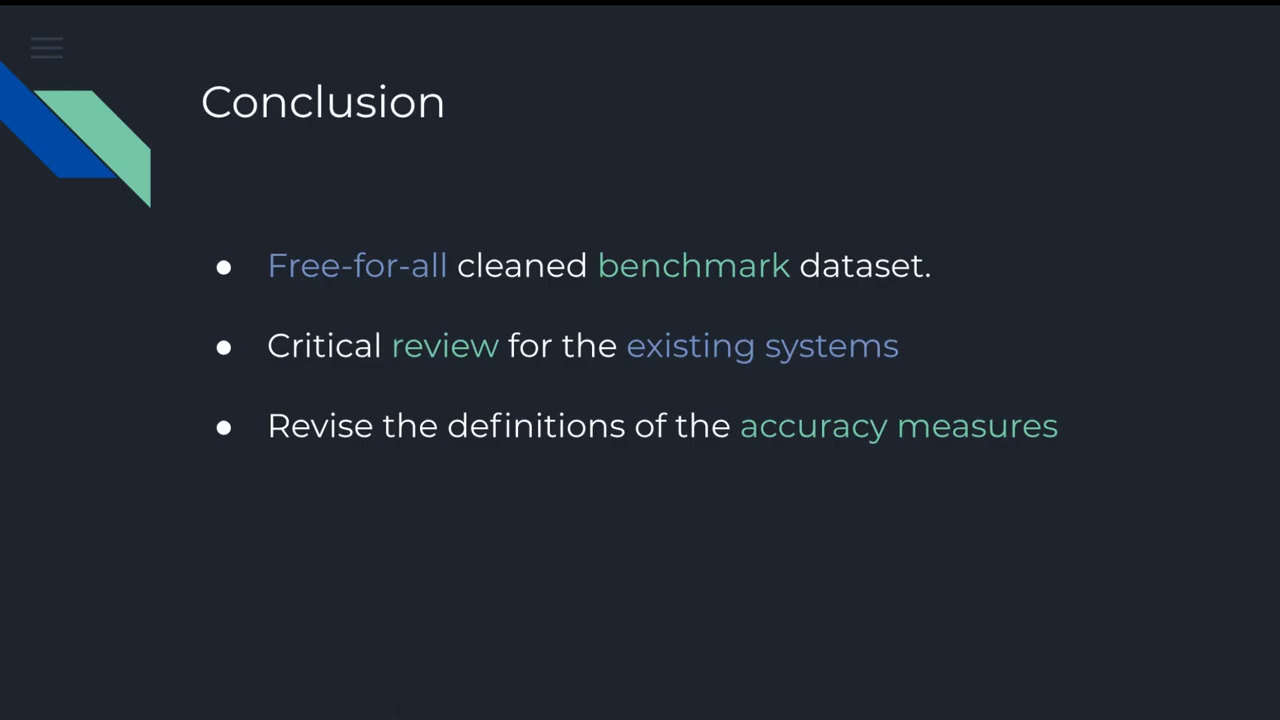 Conclusion
● Free-for-all cleaned benchmark dataset.
● Critical review for the existing systems
● Revise the definitions of the accuracy measures